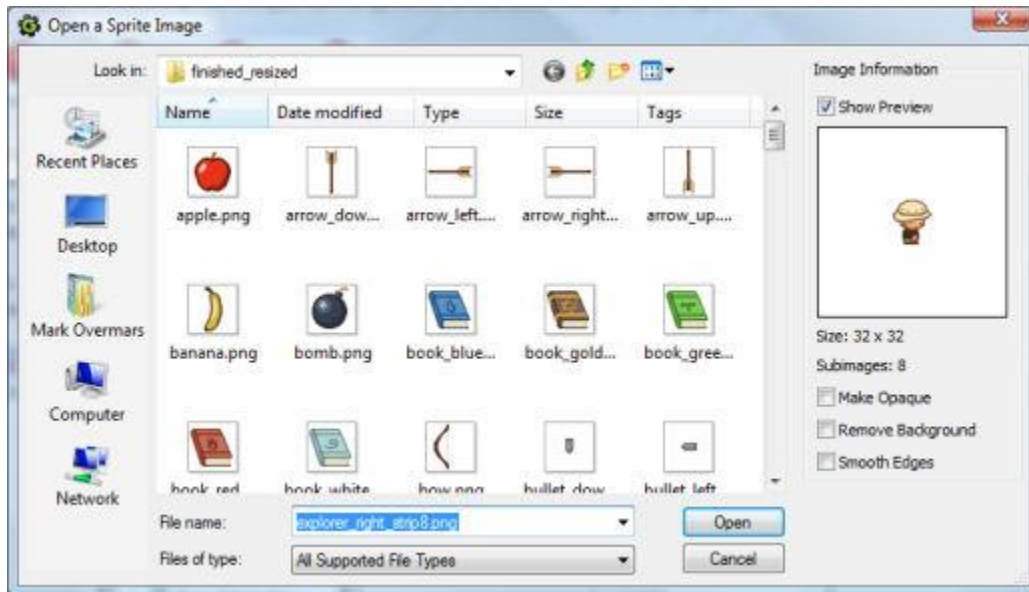 Open a Sprite Image
Look in: finished_resized
Image Information
Name Date modified Type Size Tags
Show Preview
Recent Places
apple.png arrow_dow... arrow_left.... arrow_right... arrow_up....
Desktop
Mark Overmars
banana.png bomb.png book_blue... book_gold... book_gree...
Size: 32 x 32
Subimages: 8
Make Opaque
Computer
Remove Background
Smooth Edges
Network
book_red book_white bow.png bullet_dow bullet_left
File name: explorer_right_strip8.png Open
Files of type: All Supported File Types Cancel